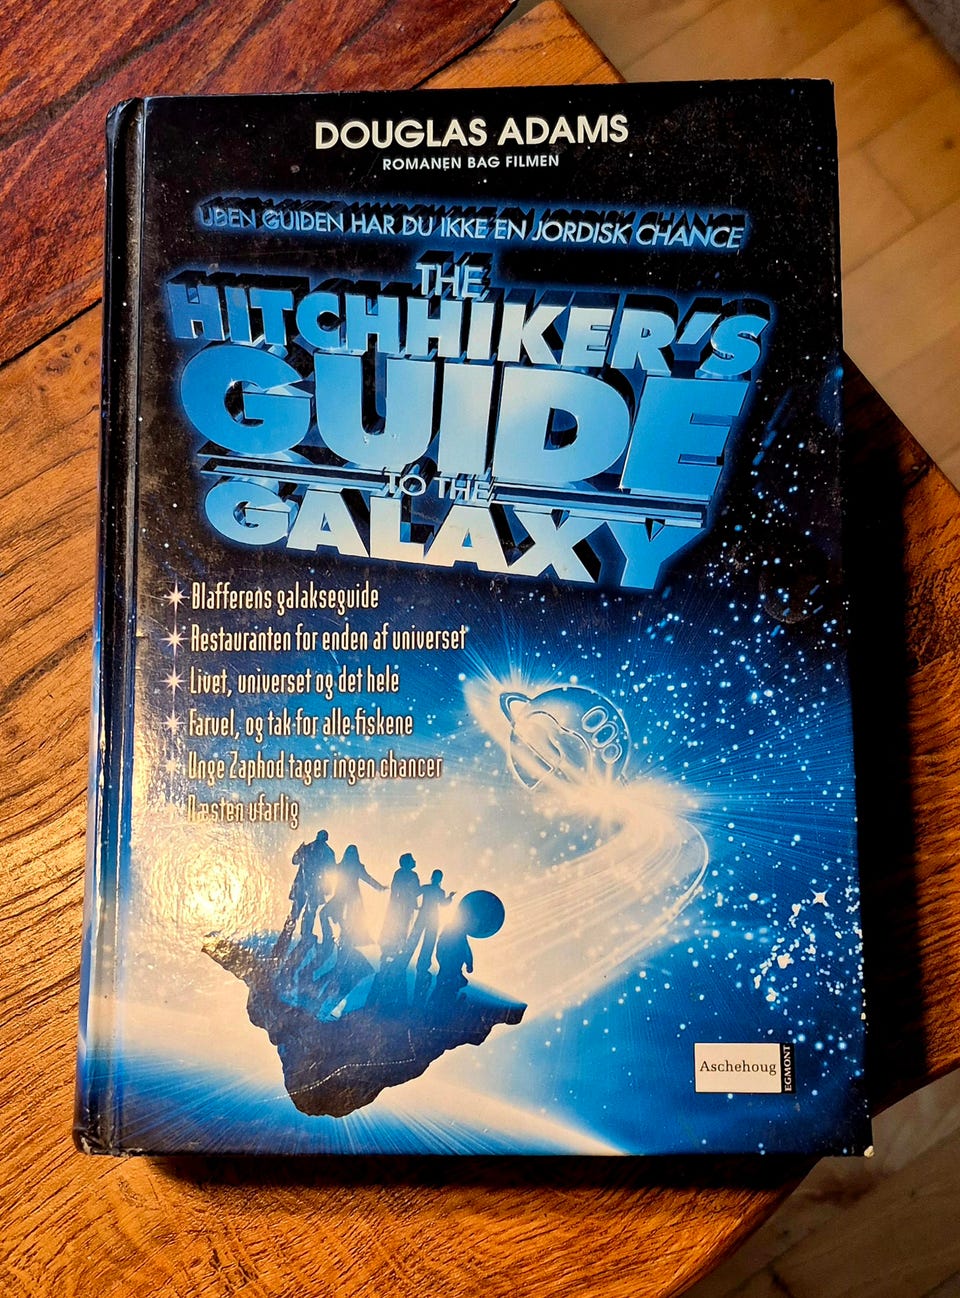 DOUGLAS ADAMS
ROMANEN BAG FILMEN
UDEN GUIDEN HAR DU IKKE EN JORDISK CHANCE
THE
HITCHHIKER'S
GUIDE
TO THE
GALAXY
Blafferens galakseguide
Restauranten for enden af universet
Livet, universet og det hele
Farvel, og tak for alle fiskene
Unge Zaphod tager ingen chancer
Næsten ufarlig
Aschehoug
EGMONT